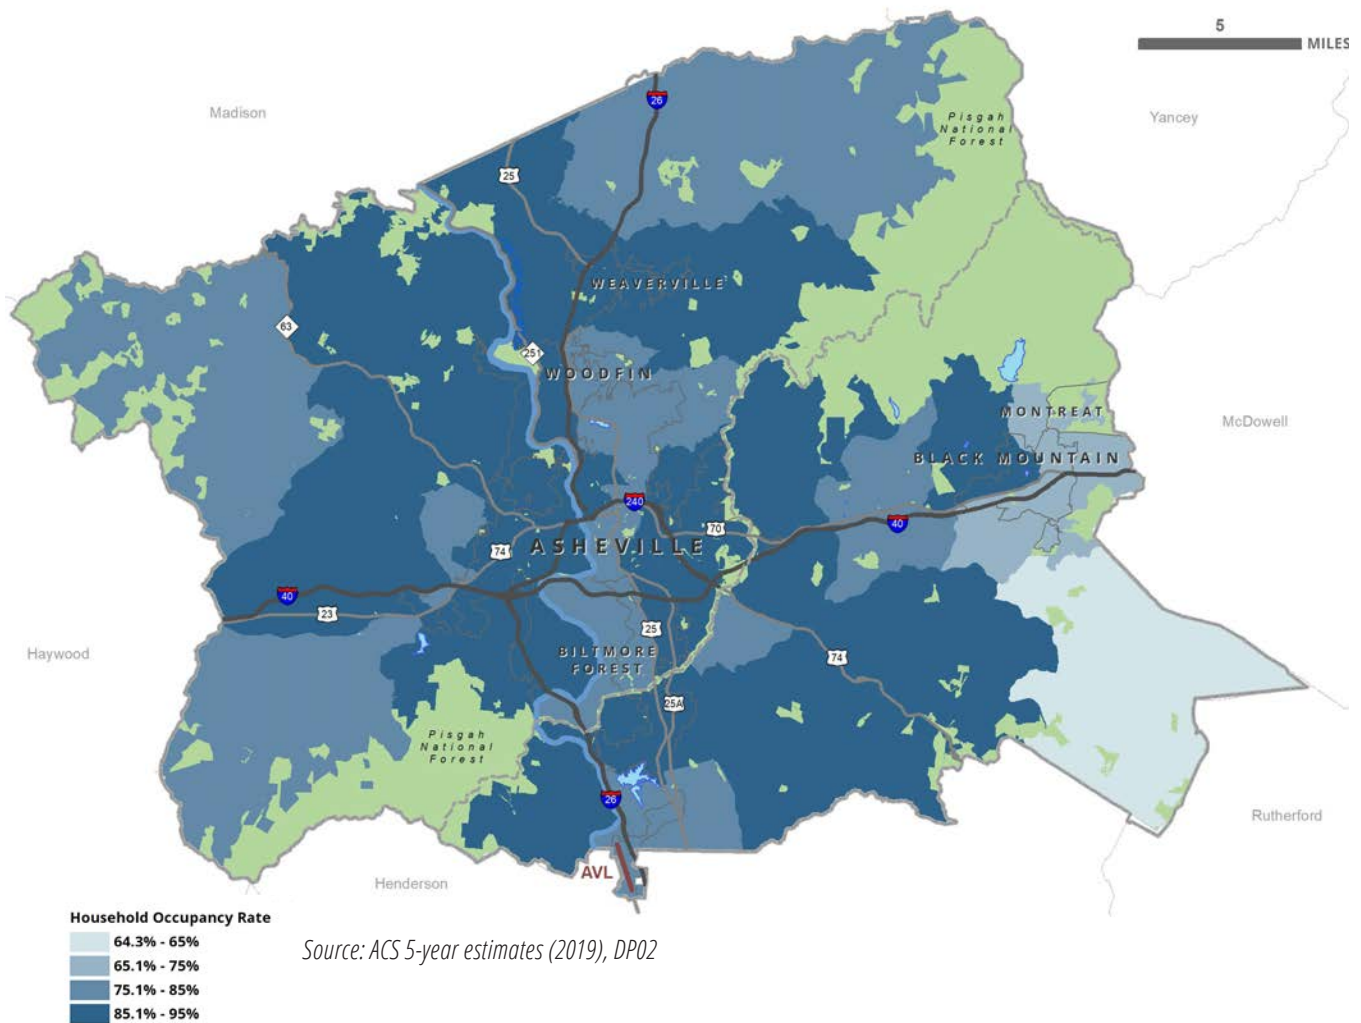 5
MILES
Madison
Yancey
26
Pisgah
National
Forest
25
63
WEAVERVILLE
251
WOODFIN
MONTREAT
McDowell
BLACK MOUNTAIN
240
40
70
ASHEVILLE
74
40
23
25
Haywood
BILTMORE
FOREST
74
25A
Pisgah
National
Forest
26
Rutherford
AVL
Henderson
Household Occupancy Rate
64.3% - 65%
65.1% - 75%
75.1% - 85%
85.1% - 95%
Source: ACS 5-year estimates (2019), DP02